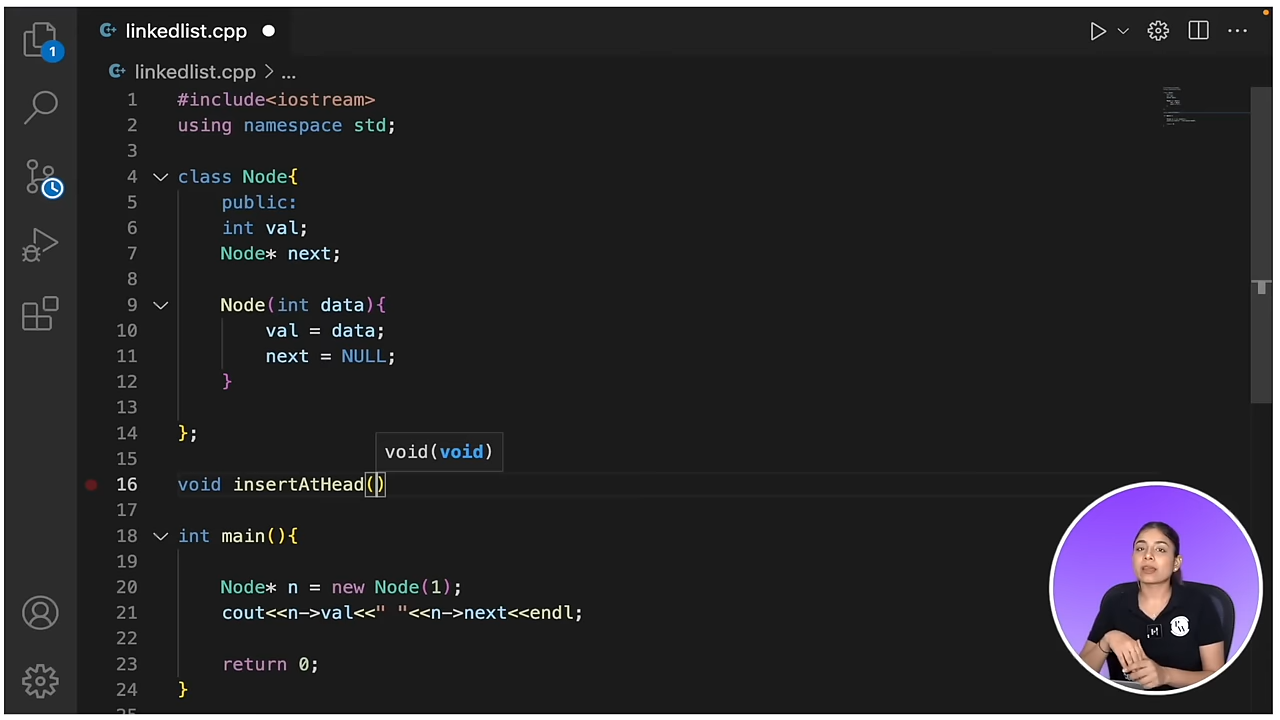 linkedlist.cpp
1
linkedlist.cpp > ...
1 #include<iostream>
2 using namespace std;
3
4 class Node{
5 public:
6 int val;
7 Node* next;
8
9 Node(int data){
10 val = data;
11 next = NULL;
12 }
13
14 };
15
void(void)
16 void insertAtHead()
17
18 int main(){
19
20 Node* n = new Node(1);
21 cout<<n->val<<" "<<n->next<<endl;
22
23 return 0;
24 }
25